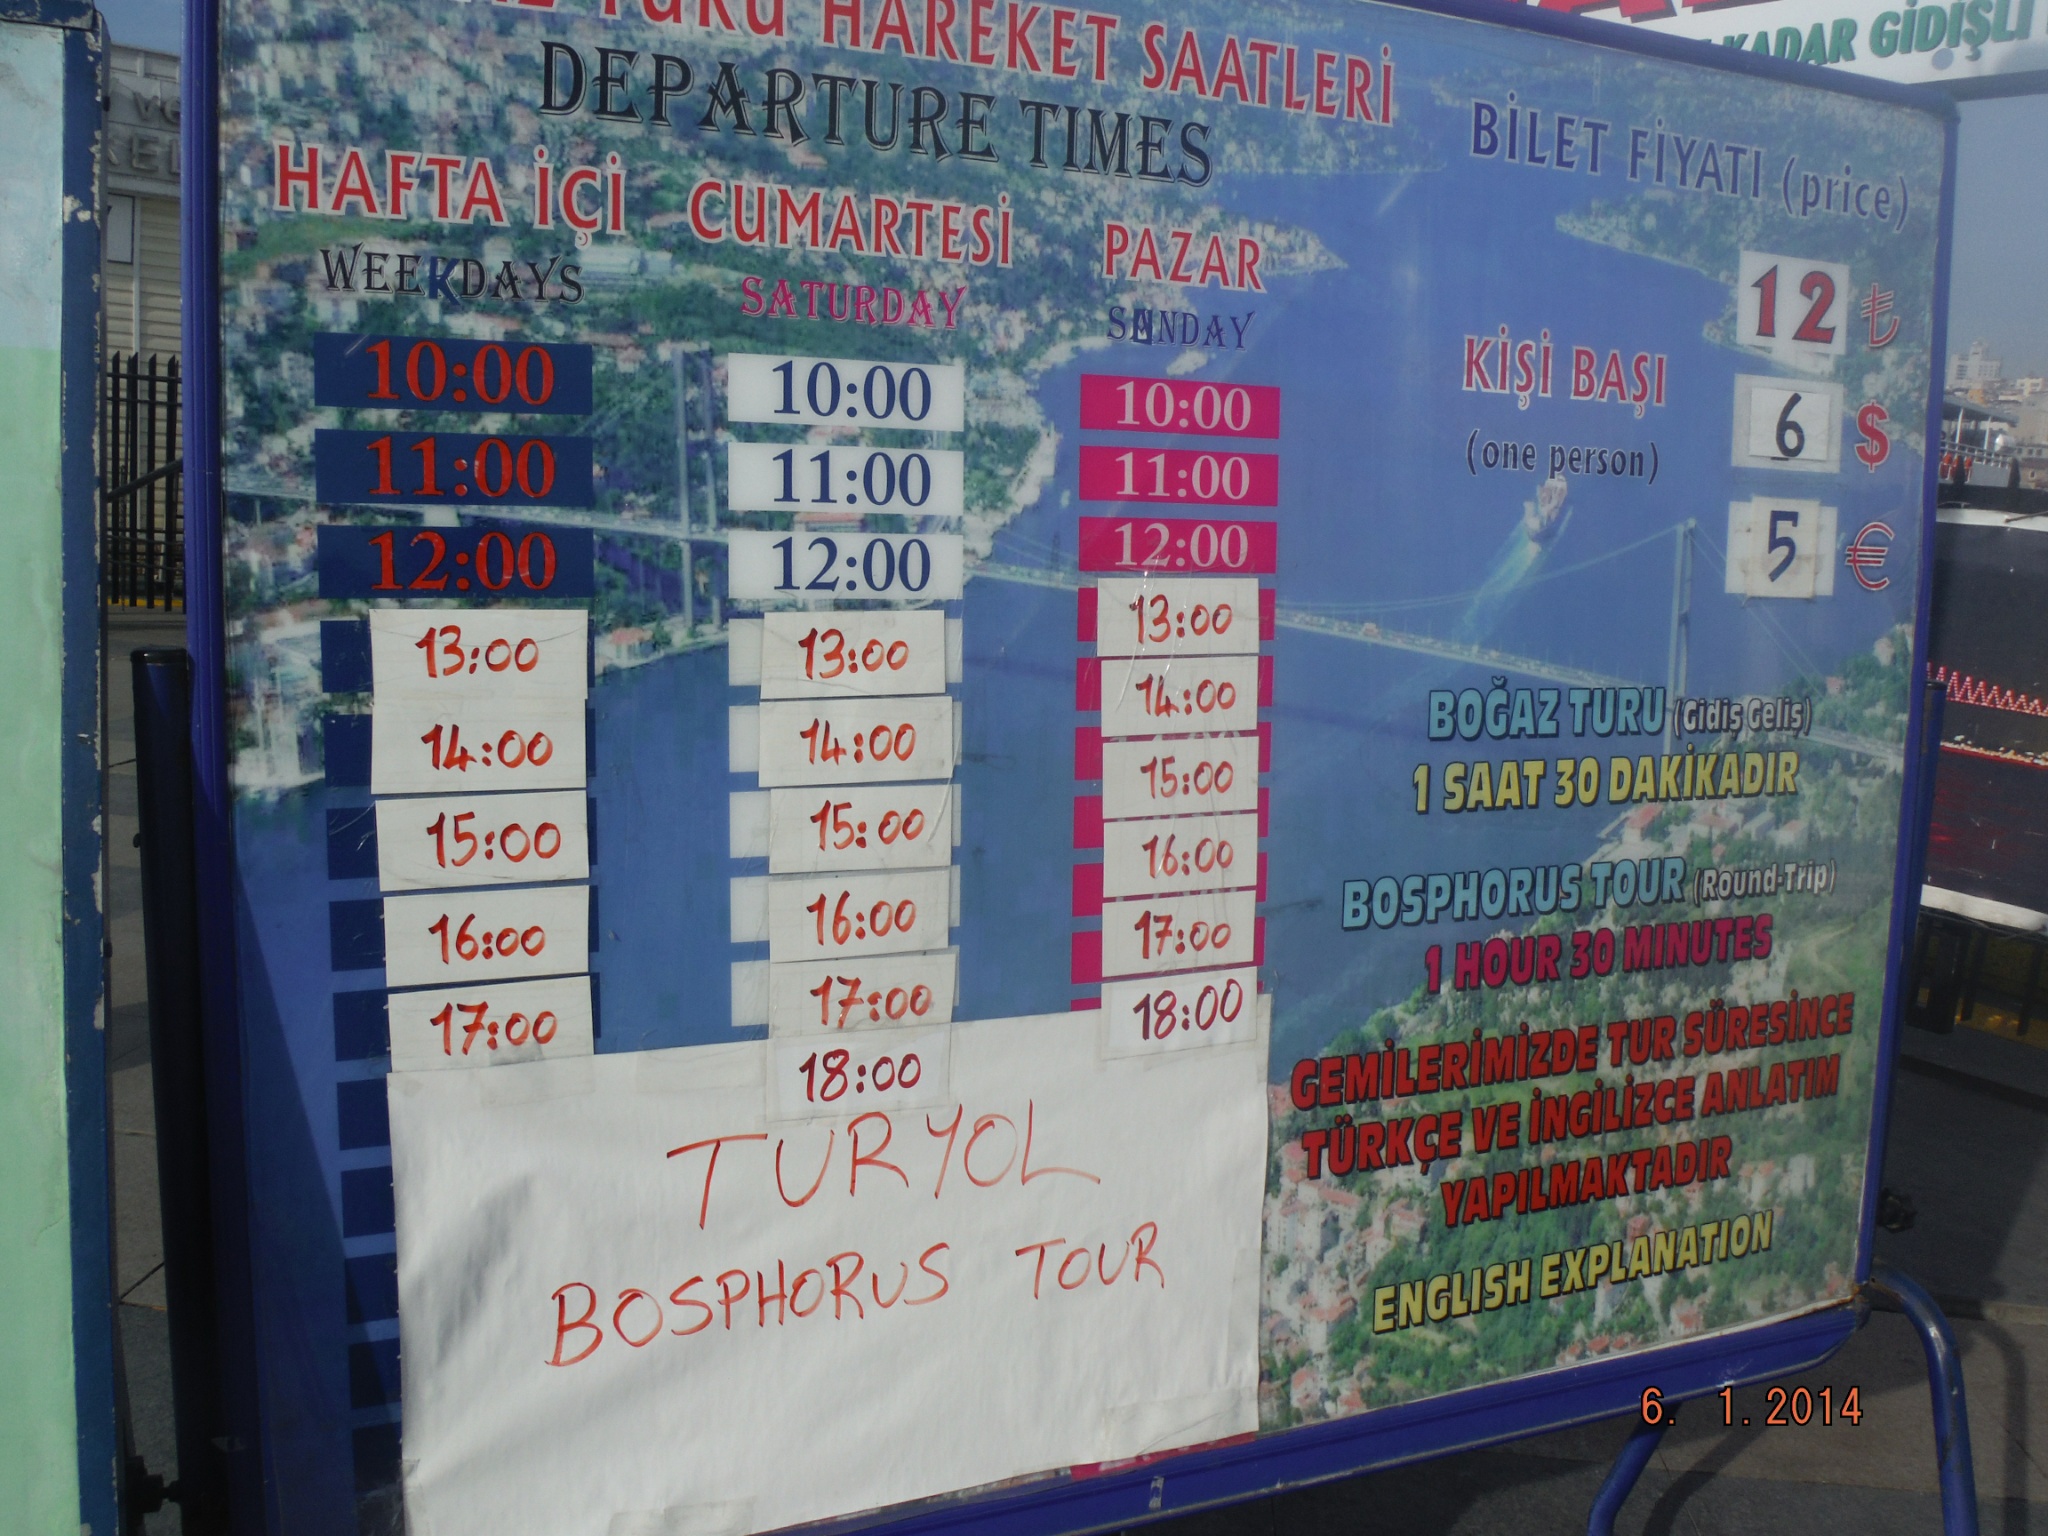 TURU HAREKET SAATLERİ
DEPARTURE TIMES
HAFTA İÇİ CUMARTESİ PAZAR
WEEKDAYS SATURDAY SUNDAY
10:00 10:00 10:00
11:00 11:00 11:00
12:00 12:00 12:00
13:00 13:00 13:00
14:00 14:00 14:00
15:00 15:00 15:00
16:00 16:00 16:00
17:00 17:00 17:00
18:00 18:00
TURYOL
BOSPHORUS TOUR
KADAR GİDİŞLİ
BİLET FİYATI (price)
12 ₺
KİŞİ BAŞI
6 $
(one person)
5 €
BOĞAZ TURU (Gidiş Geliş)
1 SAAT 30 DAKİKADIR
BOSPHORUS TOUR (Round-Trip)
1 HOUR 30 MINUTES
GEMİLERİMİZDE TUR SÜRESİNCE
TÜRKÇE VE İNGİLİZCE ANLATIM
YAPILMAKTADIR
ENGLISH EXPLANATION
6. 1.2014